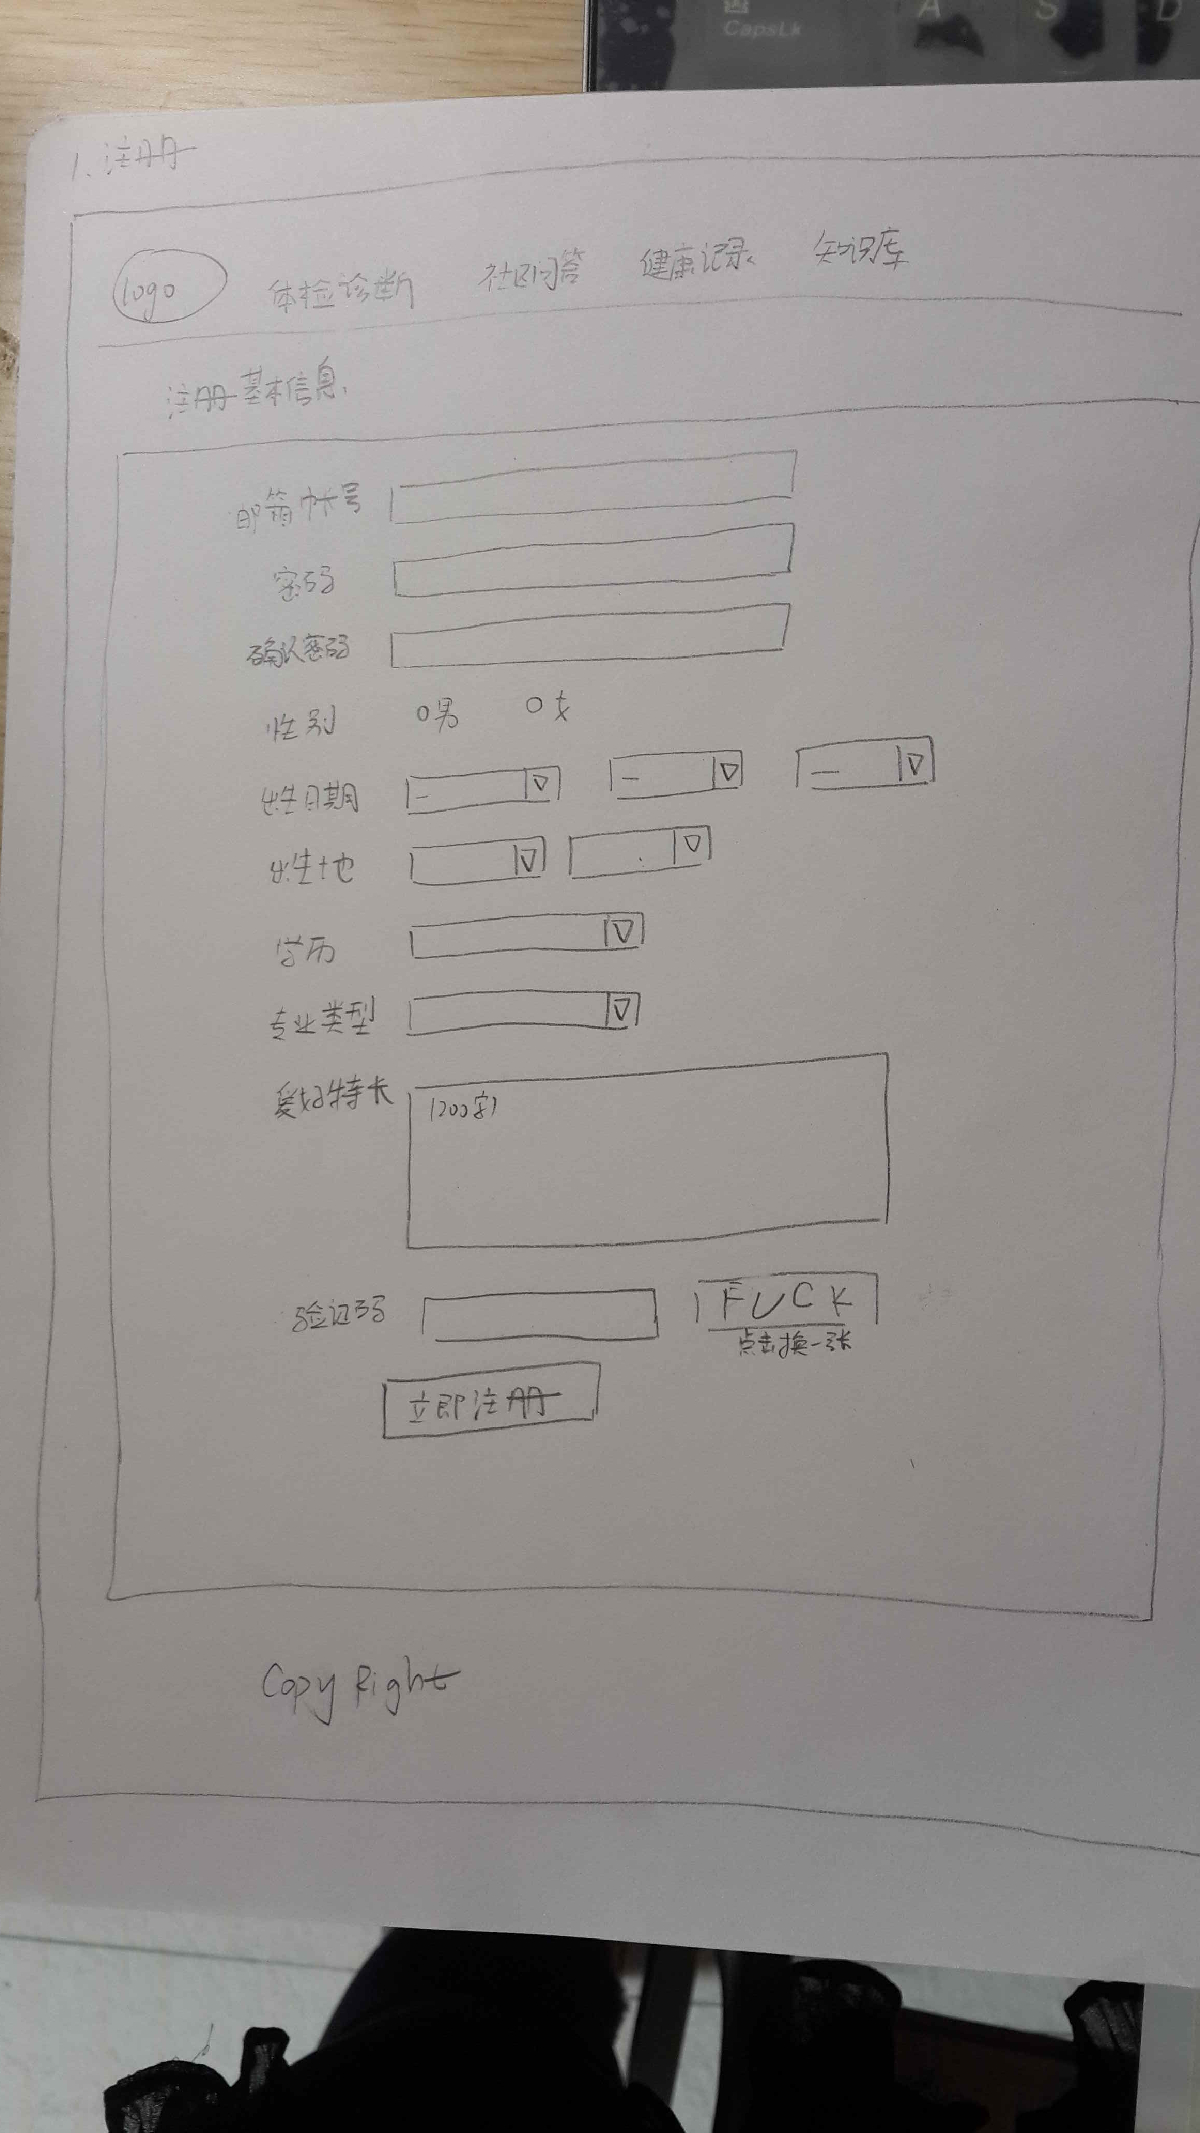 CapsLk A S D
1、注册
logo 体检诊断 社区问答 健康记录 知识库
注册基本信息.
邮箱帐号
密码
确认密码
性别 男 女
出生日期 - - -
出生地
学历
专业类型
爱好特长 (200字)
验证码 FUCK
点击换一张
立即注册
Copy Right